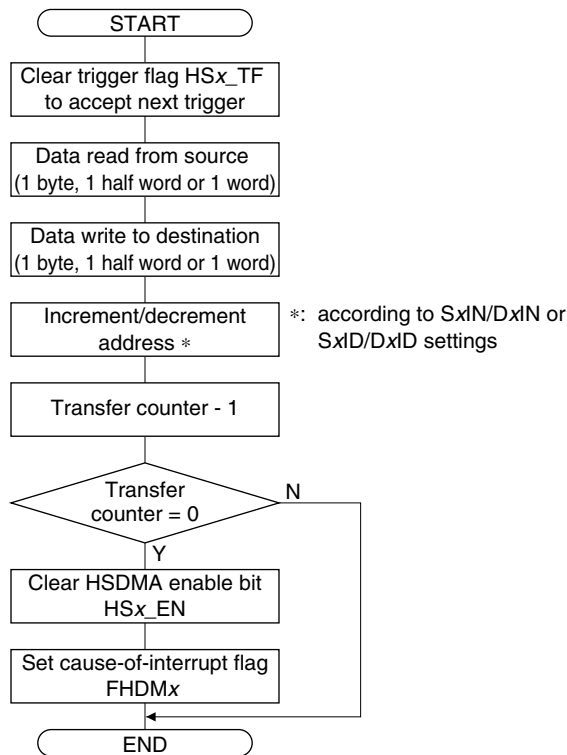 START
Clear trigger flag HSx_TF
to accept next trigger
Data read from source
(1 byte, 1 half word or 1 word)
Data write to destination
(1 byte, 1 half word or 1 word)
Increment/decrement
address *
*: according to SxIN/DxIN or
SxID/DxID settings
Transfer counter - 1
Transfer
counter = 0
N
Y
Clear HSDMA enable bit
HSx_EN
Set cause-of-interrupt flag
FHDMx
END